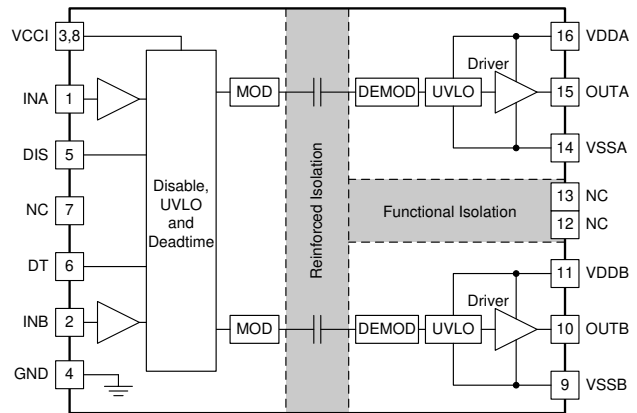 VCCI 3,8
INA 1
DIS 5
NC 7
DT 6
INB 2
GND 4
Disable,
UVLO
and
Deadtime
MOD
MOD
Reinforced Isolation
DEMOD UVLO
Driver
Functional Isolation
DEMOD UVLO
Driver
16 VDDA
15 OUTA
14 VSSA
13 NC
12 NC
11 VDDB
10 OUTB
9 VSSB